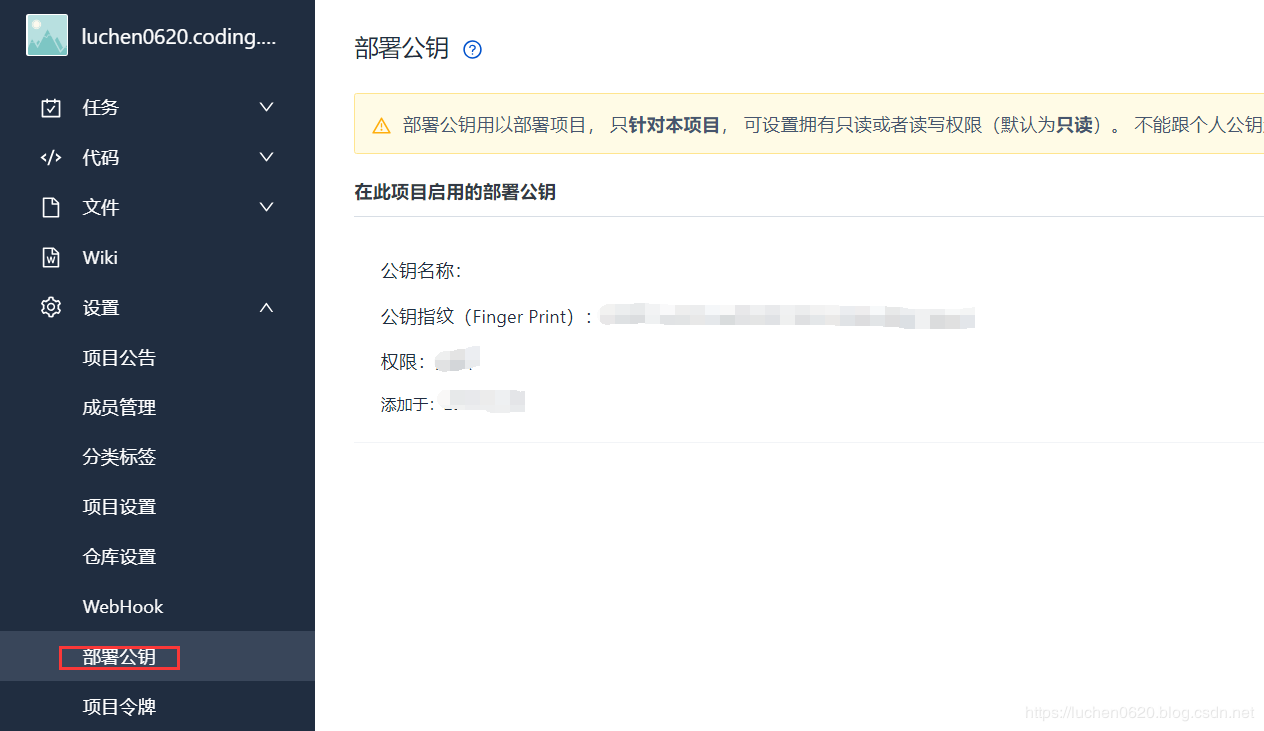 luchen0620.coding....
任务
代码
文件
Wiki
设置
项目公告
成员管理
分类标签
项目设置
仓库设置
WebHook
部署公钥
项目令牌
部署公钥
部署公钥用以部署项目， 只针对本项目， 可设置拥有只读或者读写权限（默认为只读）。 不能跟个人公钥
在此项目启用的部署公钥
公钥名称：
公钥指纹（Finger Print）：
权限：
添加于：
https://luchen0620.blog.csdn.net